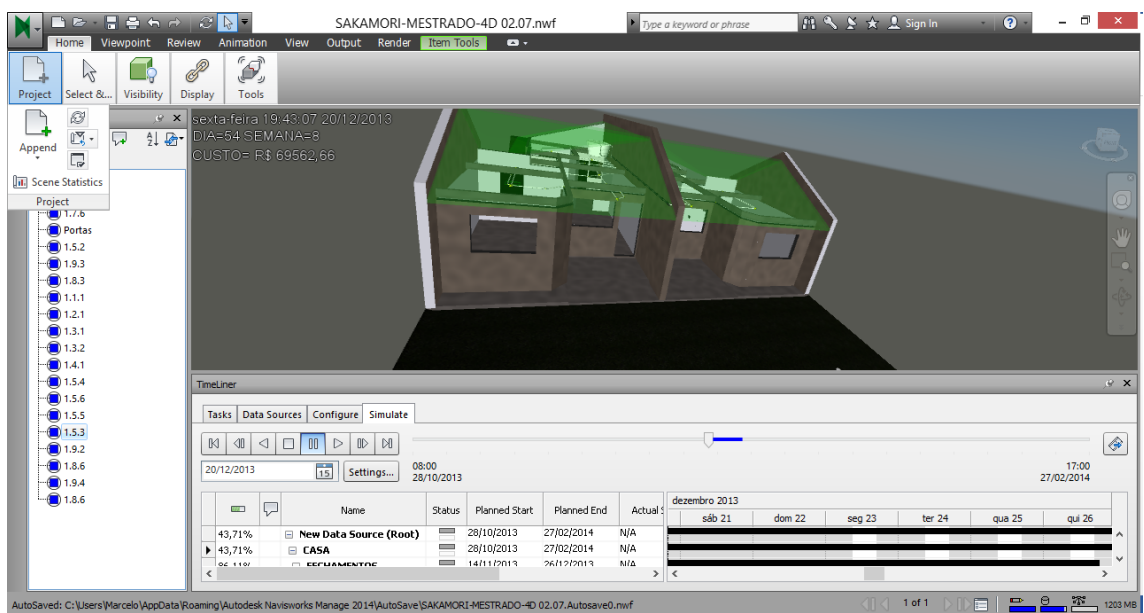 SAKAMORI-MESTRADO-4D 02.07.nwf
Type a keyword or phrase
Sign In
Home Viewpoint Review Animation View Output Render Item Tools
Project Select &... Visibility Display Tools
Append
Scene Statistics
Project
sexta-feira 19:43:07 20/12/2013
DIA=54 SEMANA=8
CUSTO= R$ 69562,66
1.7.6
Portas
1.5.2
1.9.3
1.8.3
1.1.1
1.2.1
1.3.1
1.3.2
1.4.1
1.5.4
1.5.6
1.5.5
1.5.3
1.9.2
1.8.6
1.9.4
1.8.6
TimeLiner
Tasks Data Sources Configure Simulate
20/12/2013 15 Settings...
08:00
28/10/2013
17:00
27/02/2014
Name Status Planned Start Planned End Actual S
dezembro 2013
sáb 21 dom 22 seg 23 ter 24 qua 25 qui 26
43,71% New Data Source (Root) 28/10/2013 27/02/2014 N/A
43,71% CASA 28/10/2013 27/02/2014 N/A
FECHAMENTOS 14/11/2013 26/12/2013 N/A
AutoSaved: C:\Users\Marcelo\AppData\Roaming\Autodesk Navisworks Manage 2014\AutoSave\SAKAMORI-MESTRADO-4D 02.07.Autosave0.nwf
1 of 1
1203 MB